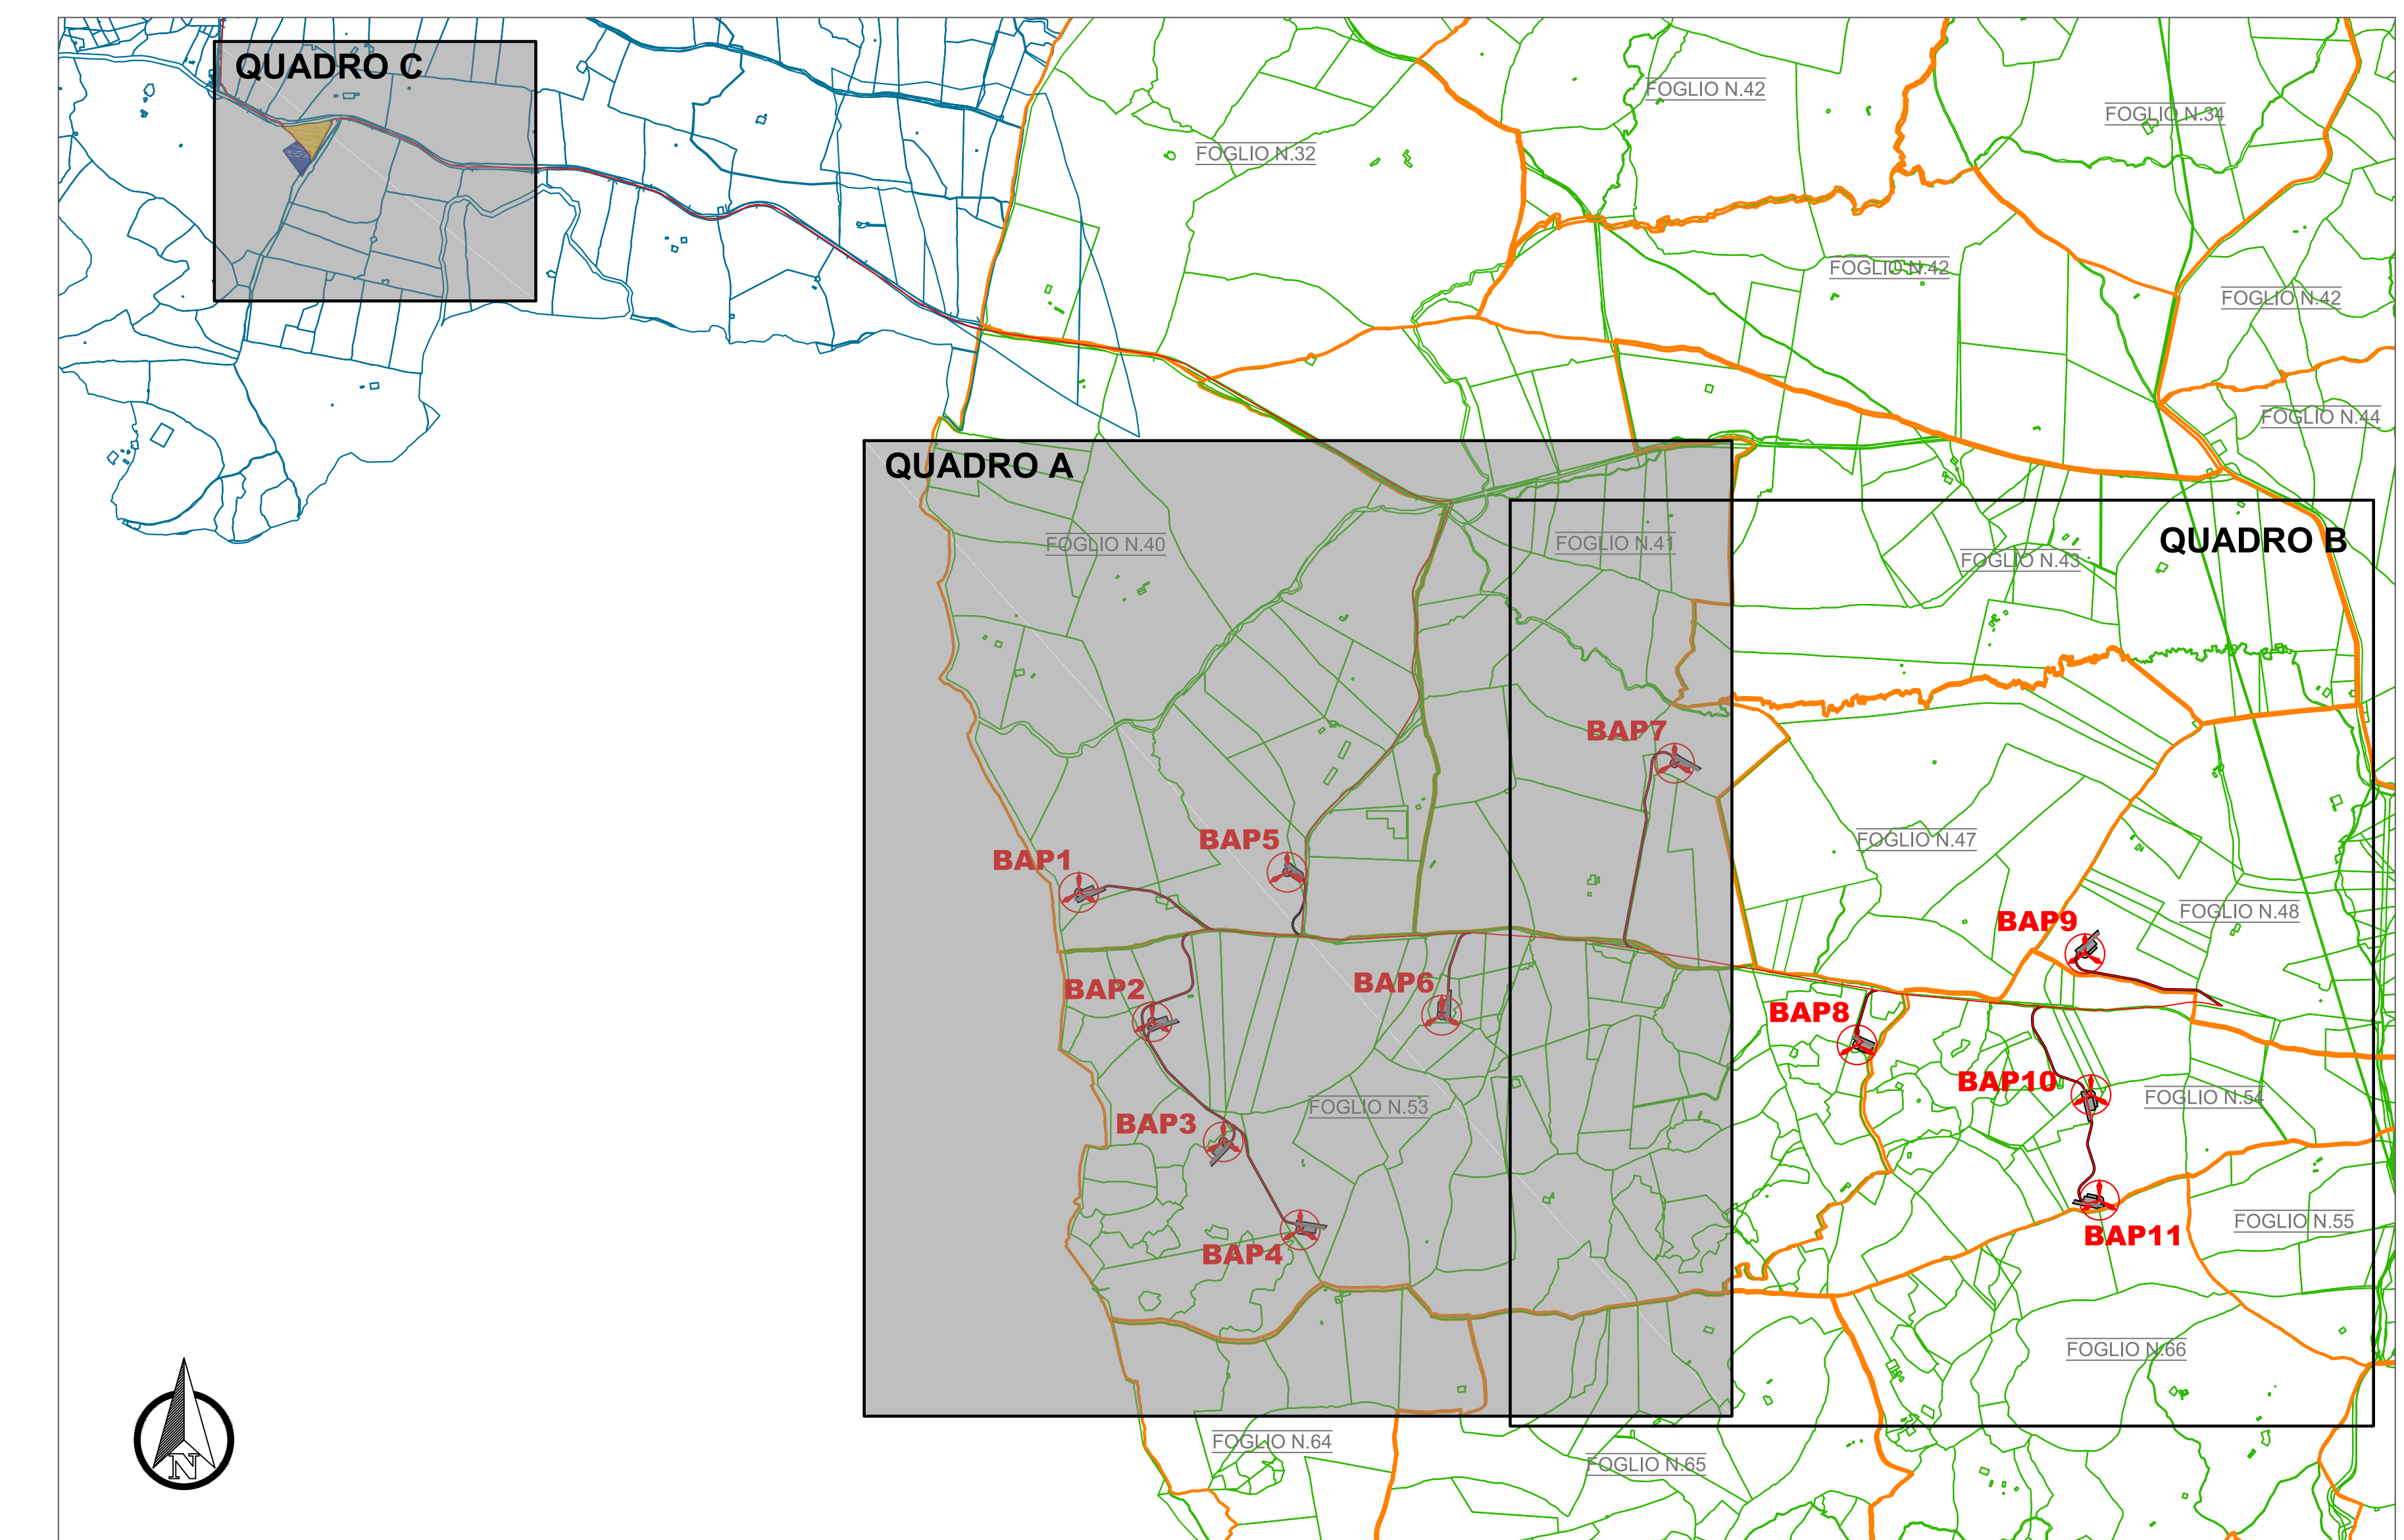 QUADRO C
FOGLIO N.42
FOGLIO N.34
FOGLIO N.32
FOGLIO N.42
FOGLIO N.42
FOGLIO N.44
QUADRO A
FOGLIO N.40
FOGLIO N.41
QUADRO B
FOGLIO N.43
BAP7
BAP5
BAP1
FOGLIO N.47
BAP9
FOGLIO N.48
BAP2
BAP6
BAP8
BAP10
FOGLIO N.54
BAP3
FOGLIO N.53
BAP4
BAP11
FOGLIO N.55
FOGLIO N.66
FOGLIO N.64
FOGLIO N.65
N